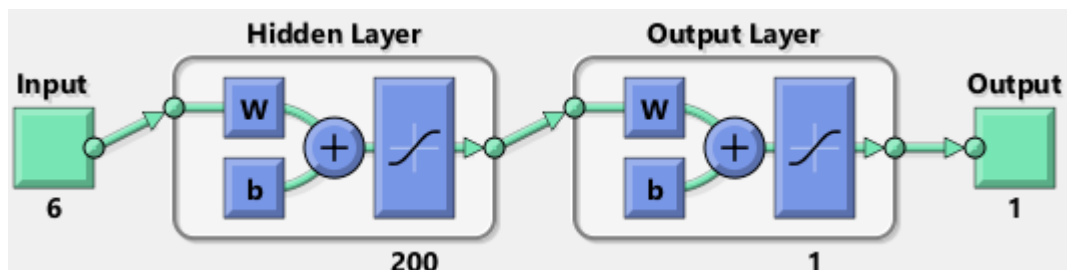 Hidden Layer
Output Layer
Input
Output
W
W
+
+
b
b
6
1
200
1